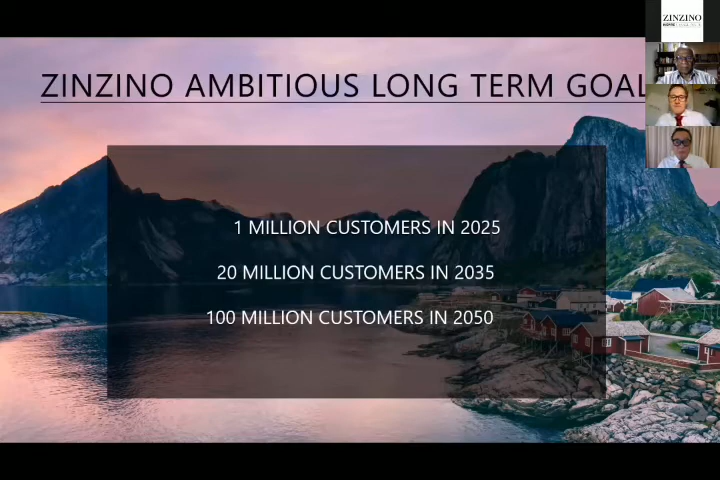 ZINZINO AMBITIOUS LONG TERM GOAL
ZINZINO
1 MILLION CUSTOMERS IN 2025
20 MILLION CUSTOMERS IN 2035
100 MILLION CUSTOMERS IN 2050